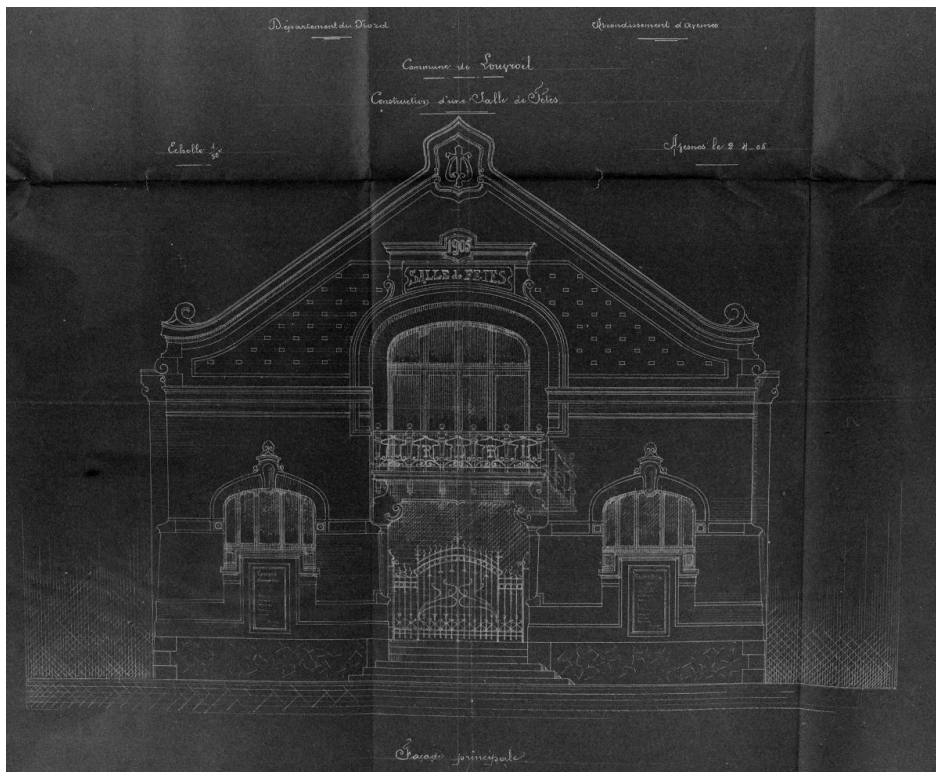 Département du Nord
Arrondissement d'Avesnes
Commune de Louvroil
Construction d'une Salle de Fêtes
Echelle 1/50e
Avesnes le 2 4 05
1905
SALLE de FETES
Façade principale